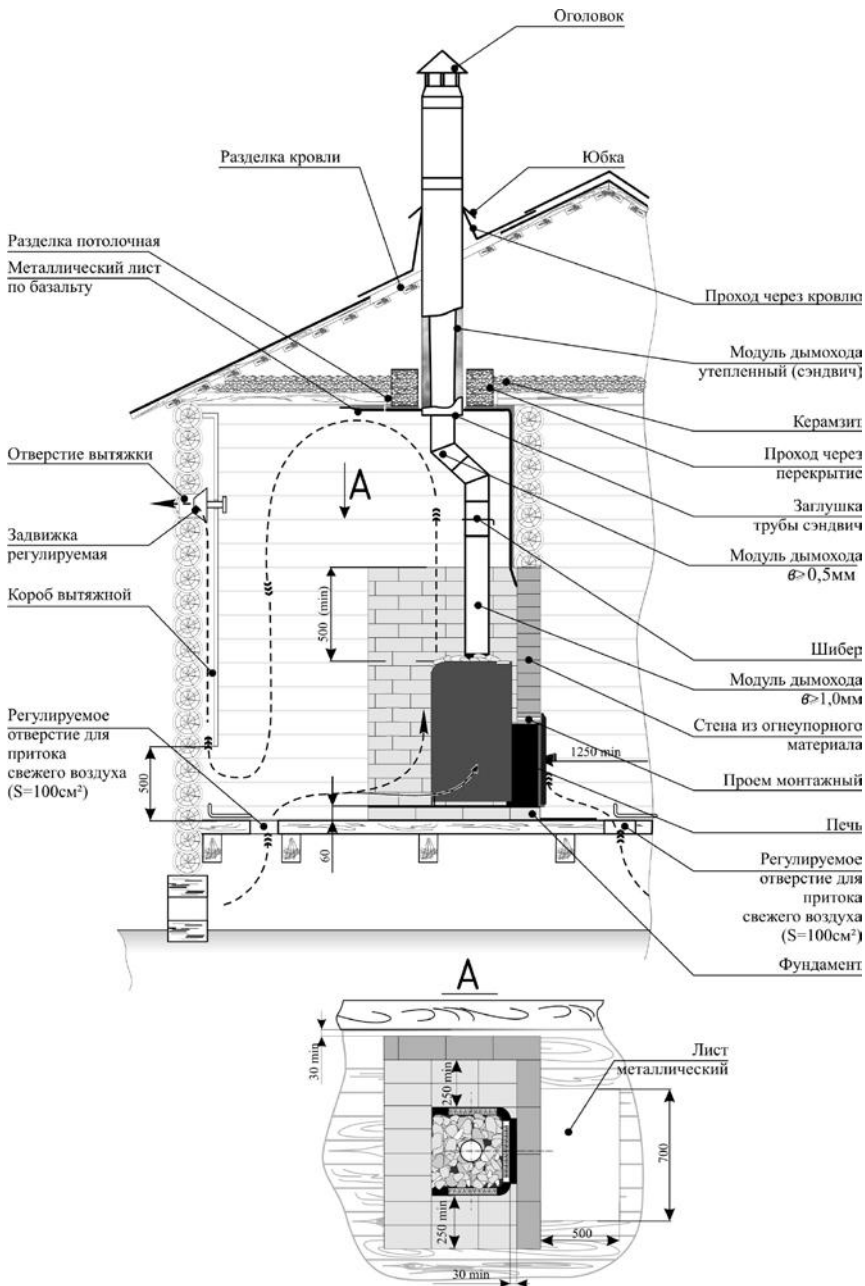 Оголовок
Разделка кровли
Юбка
Разделка потолочная
Металлический лист
по базальту
Проход через кровлю
Модуль дымохода
утепленный (сэндвич)
Керамзит
Отверстие вытяжки
Проход через
перекрытие
А
Задвижка
регулируемая
Заглушка
трубы сэндвич
Модуль дымохода
в>0,5мм
Короб вытяжной
500 (min)
Шибер
Модуль дымохода
в>1,0мм
Регулируемое
отверстие для
притока
свежего воздуха
(S=100см²)
Стена из огнеупорного
материала
1250 min
500
Проем монтажный
Печь
60
Регулируемое
отверстие для
притока
свежего воздуха
(S=100см²)
Фундамент
А
30 min
Лист
металлический
250 min
700
250 min
500
30 min